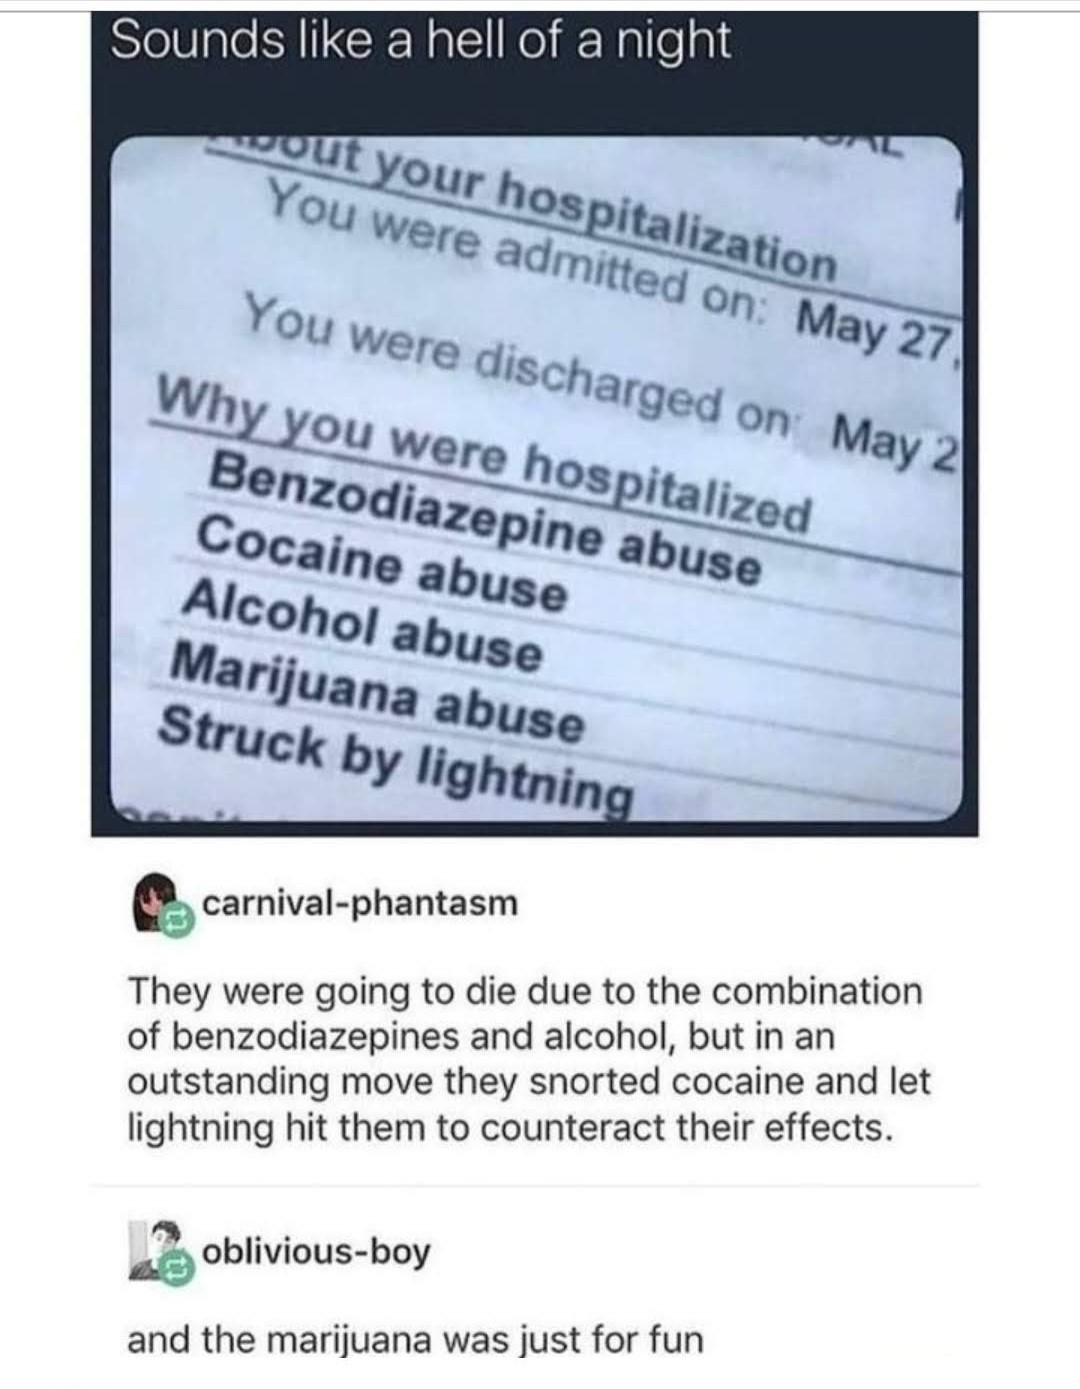 Sounds like a hell of a night
About your hospitalization
You were admitted on: May 27,
You were discharged on: May 2
Why you were hospitalized
Benzodiazepine abuse
Cocaine abuse
Alcohol abuse
Marijuana abuse
Struck by lightning
carnival-phantasm
They were going to die due to the combination
of benzodiazepines and alcohol, but in an
outstanding move they snorted cocaine and let
lightning hit them to counteract their effects.
oblivious-boy
and the marijuana was just for fun